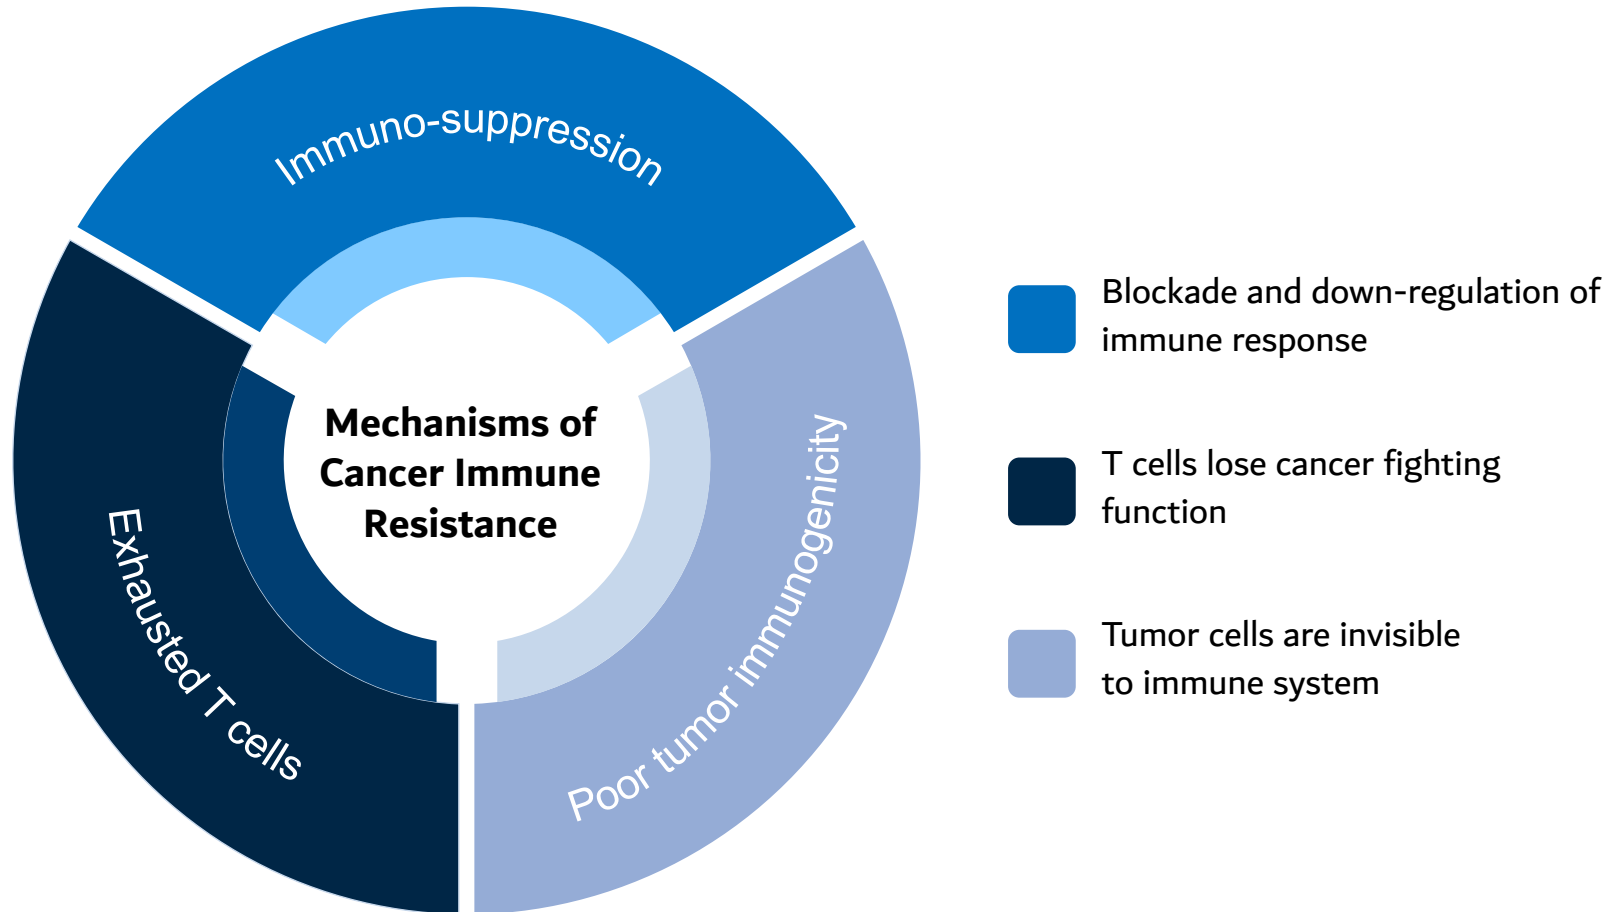 Immuno-suppression
Mechanisms of
Cancer Immune
Resistance
Exhausted T cells
Poor tumor immunogenicity
Blockade and down-regulation of
immune response
T cells lose cancer fighting
function
Tumor cells are invisible
to immune system